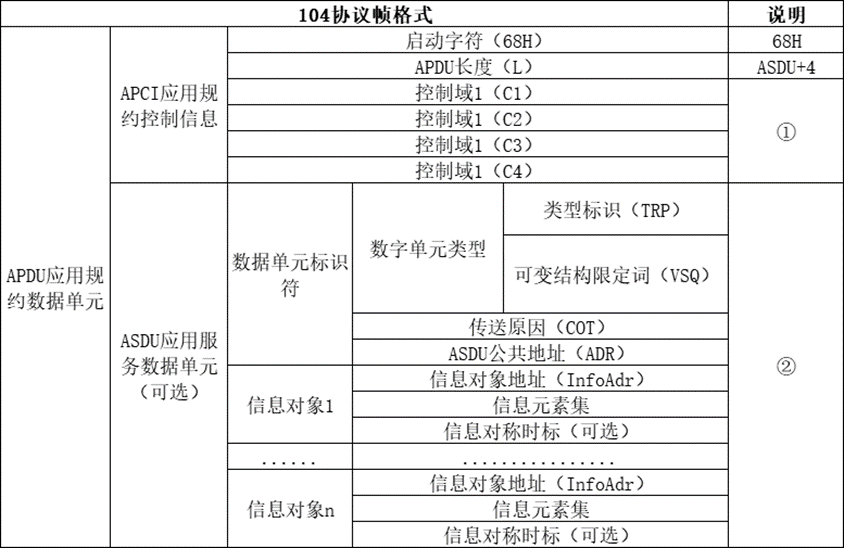 104协议帧格式
说明
APDU应用规
约数据单元
APCI应用规
约控制信息
启动字符（68H）
68H
APDU长度（L）
ASDU+4
控制域1（C1）
控制域1（C2）
控制域1（C3）
控制域1（C4）
①
ASDU应用服
务数据单元
（可选）
数据单元标识
符
数字单元类型
类型标识（TRP）
可变结构限定词（VSQ）
传送原因（COT）
ASDU公共地址（ADR）
②
信息对象1
信息对象地址（InfoAdr）
信息元素集
信息对称时标（可选）
......
................
信息对象n
信息对象地址（InfoAdr）
信息元素集
信息对称时标（可选）